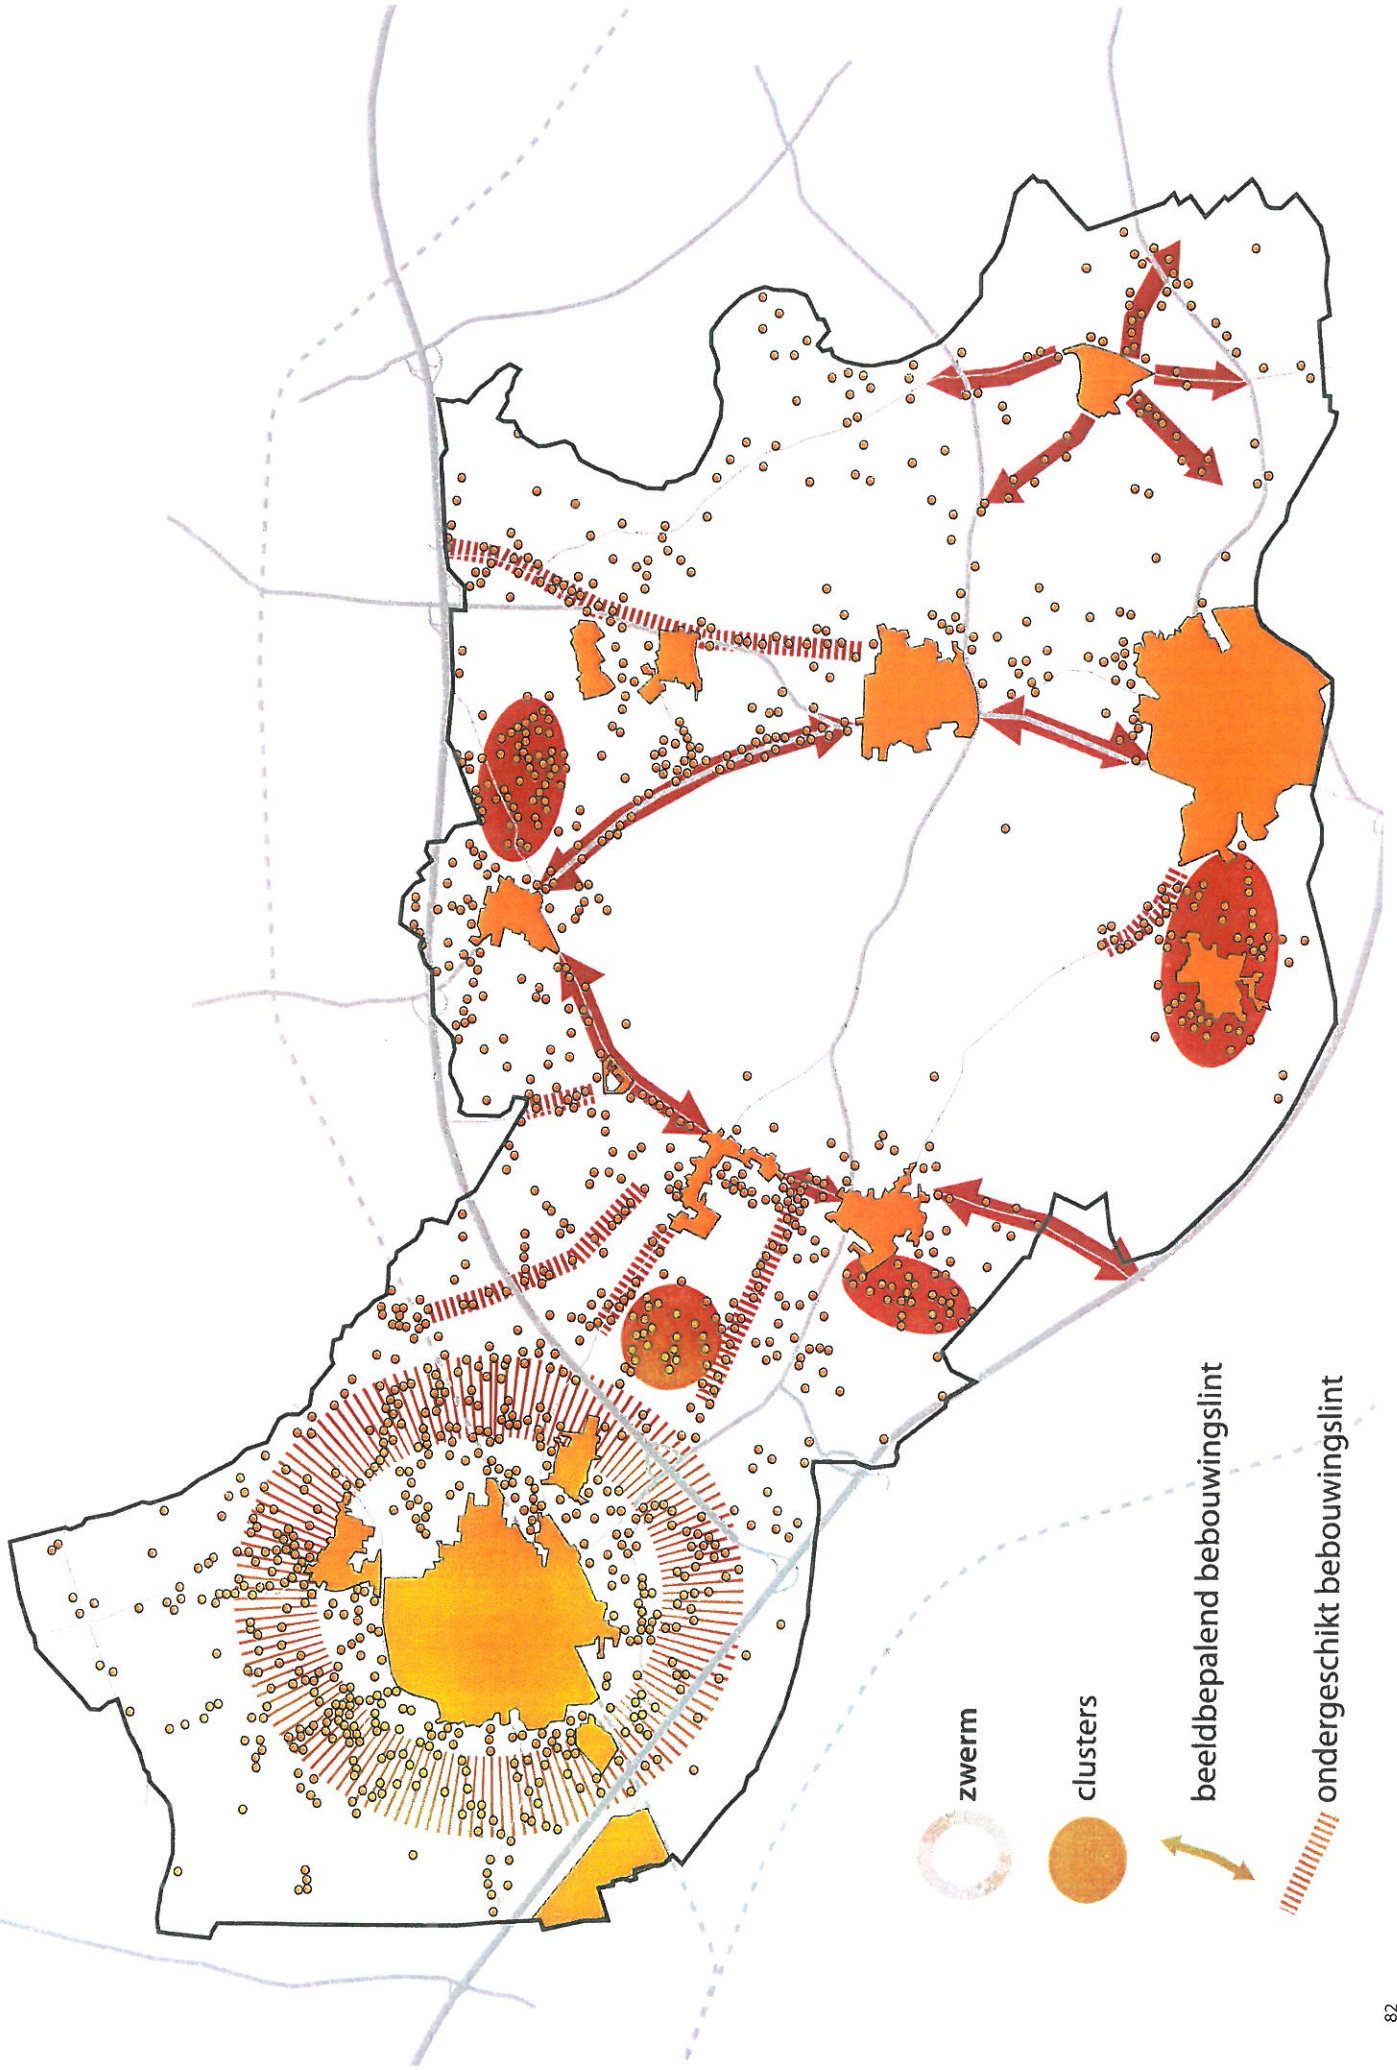 zwerm
clusters
beeldbepalend bebouwingslint
ondergeschikt bebouwingslint
82